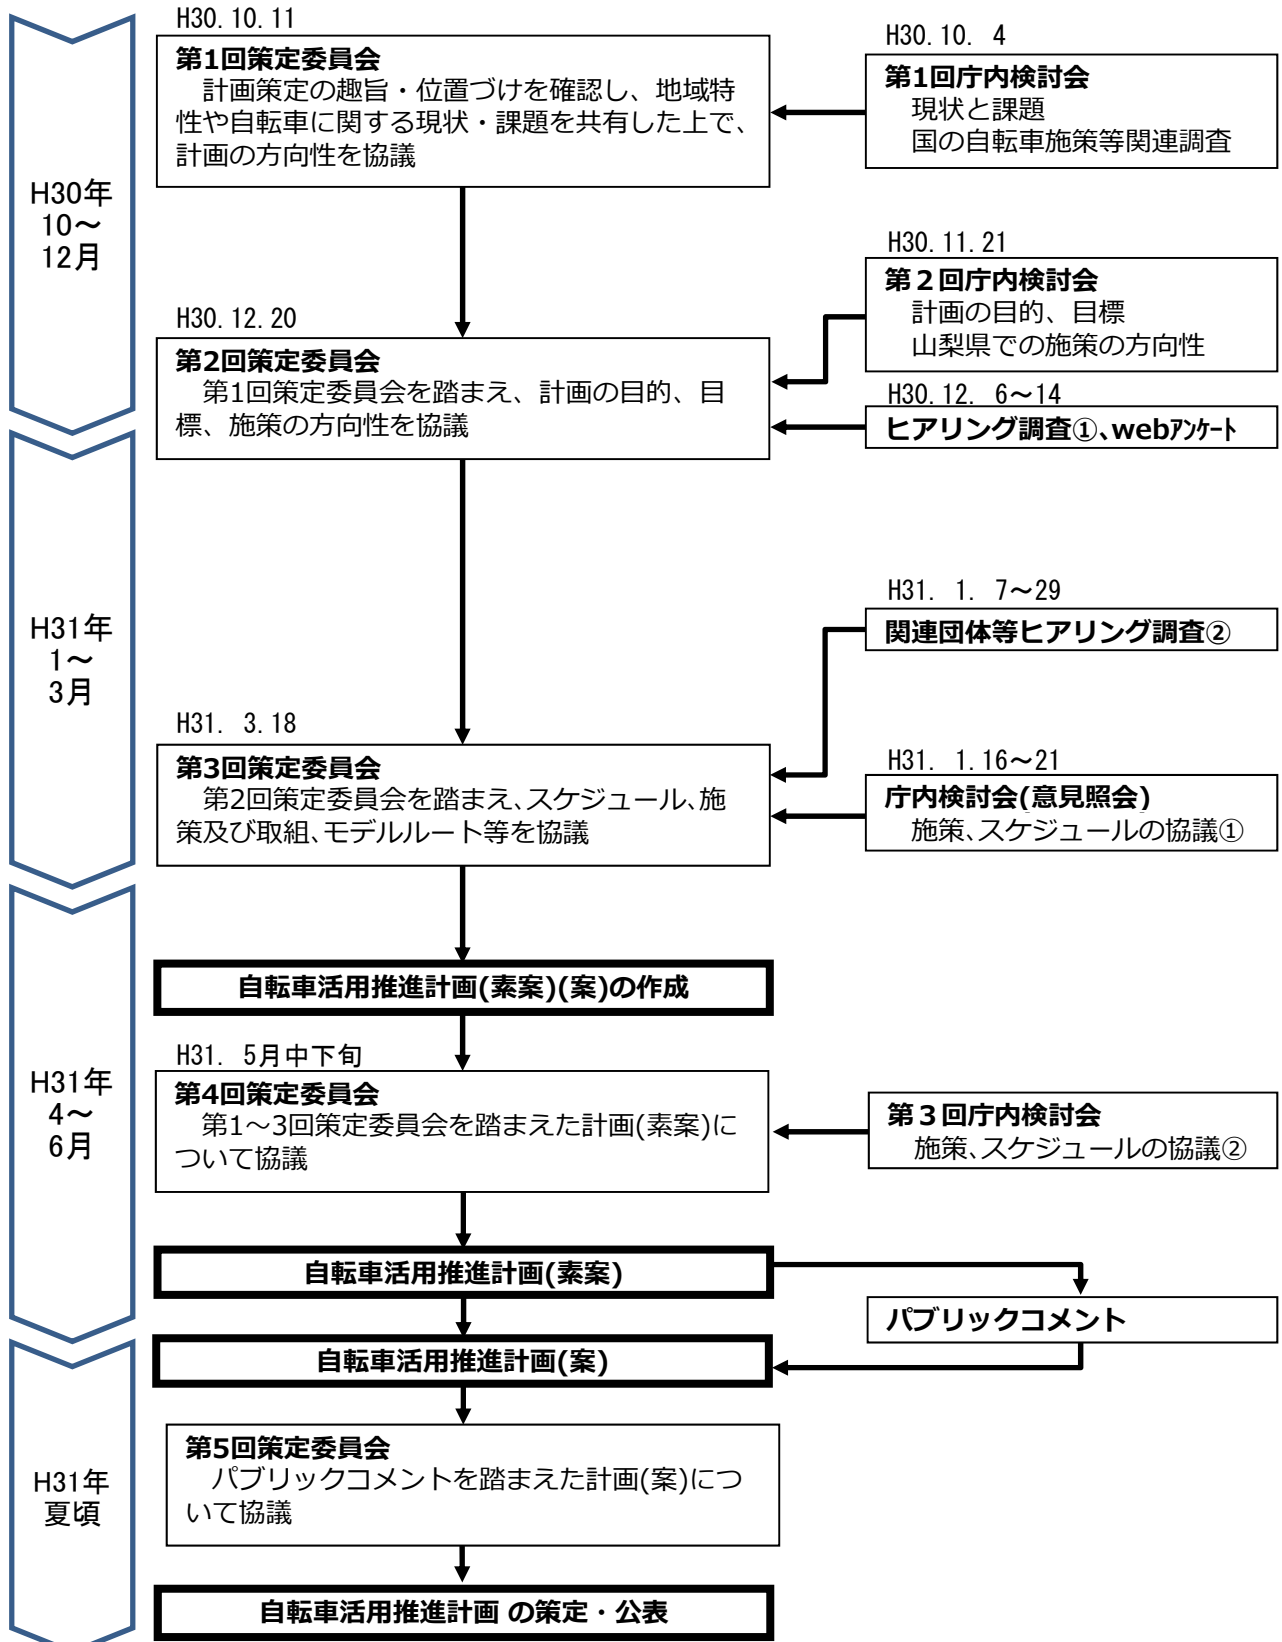 H30年
10～
12月
H30.10.11
第1回策定委員会
計画策定の趣旨・位置づけを確認し、地域特
性や自転車に関する現状・課題を共有した上で、
計画の方向性を協議
H30.10. 4
第1回庁内検討会
現状と課題
国の自転車施策等関連調査
H30.11.21
第２回庁内検討会
計画の目的、目標
山梨県での施策の方向性
H30.12.20
第2回策定委員会
第1回策定委員会を踏まえ、計画の目的、目
標、施策の方向性を協議
H30.12. 6～14
ヒアリング調査①、webｱﾝｹｰﾄ
H31年
1～
3月
H31. 1. 7～29
関連団体等ヒアリング調査②
H31. 3.18
第3回策定委員会
第2回策定委員会を踏まえ、スケジュール、施
策及び取組、モデルルート等を協議
H31. 1.16～21
庁内検討会(意見照会)
施策、スケジュールの協議①
H31年
4～
6月
自転車活用推進計画(素案)(案)の作成
H31. 5月中下旬
第4回策定委員会
第1～3回策定委員会を踏まえた計画(素案)に
ついて協議
第３回庁内検討会
施策、スケジュールの協議②
自転車活用推進計画(素案)
パブリックコメント
自転車活用推進計画(案)
H31年
夏頃
第5回策定委員会
パブリックコメントを踏まえた計画(案)につ
いて協議
自転車活用推進計画 の策定・公表